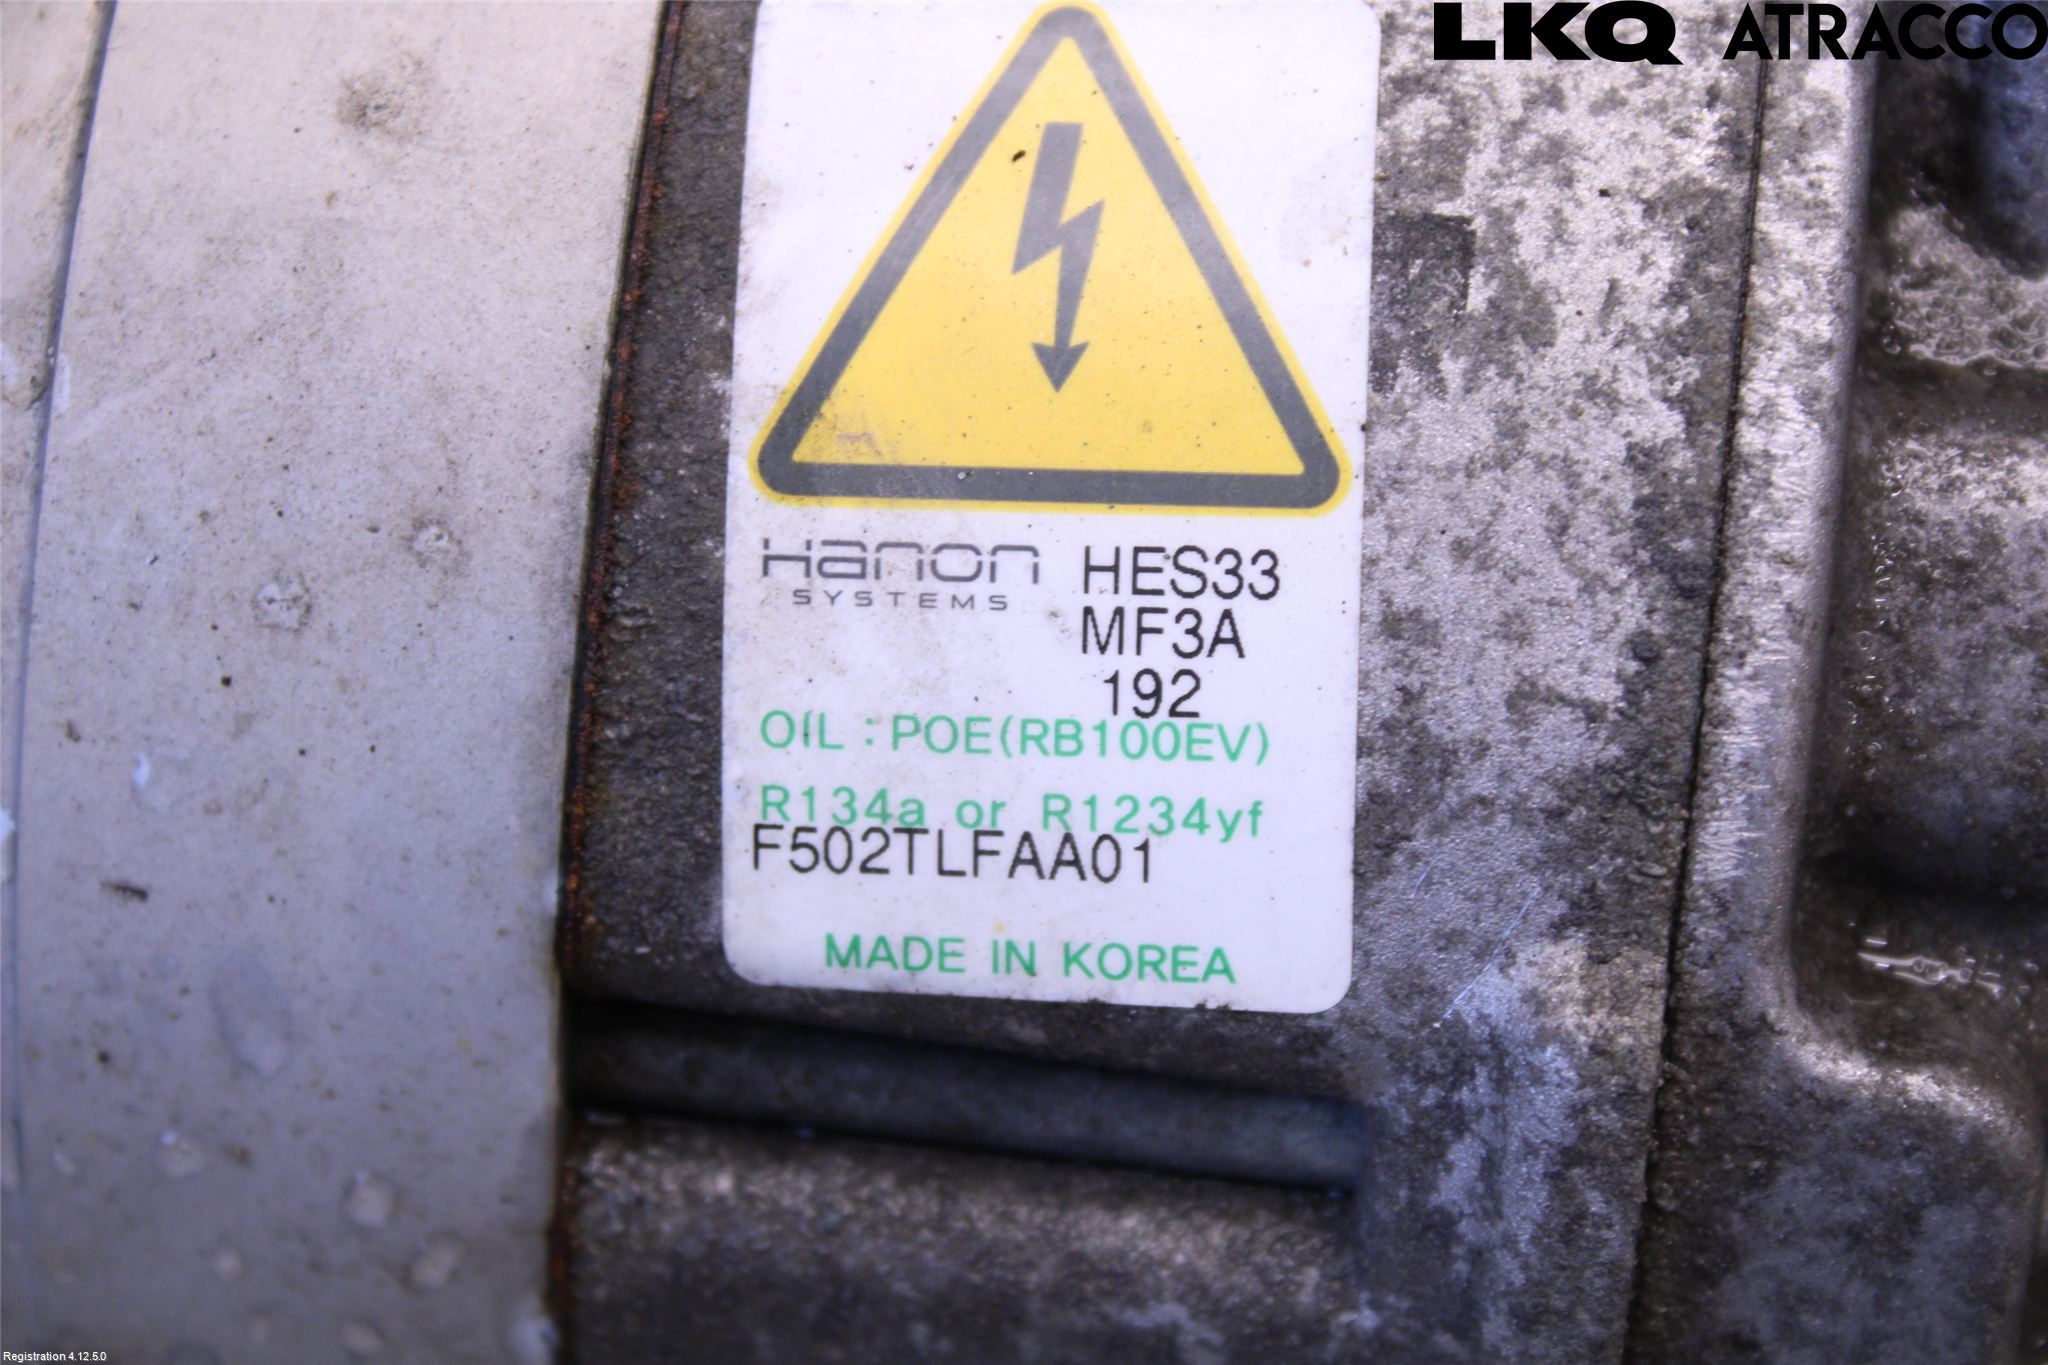 LKQ ATRACCO
Hanon HES33
SYSTEMS
MF3A
192
OIL : POE(RB100EV)
R134a or R1234yf
F502TLFAA01
MADE IN KOREA
Registration 4.12.5.0